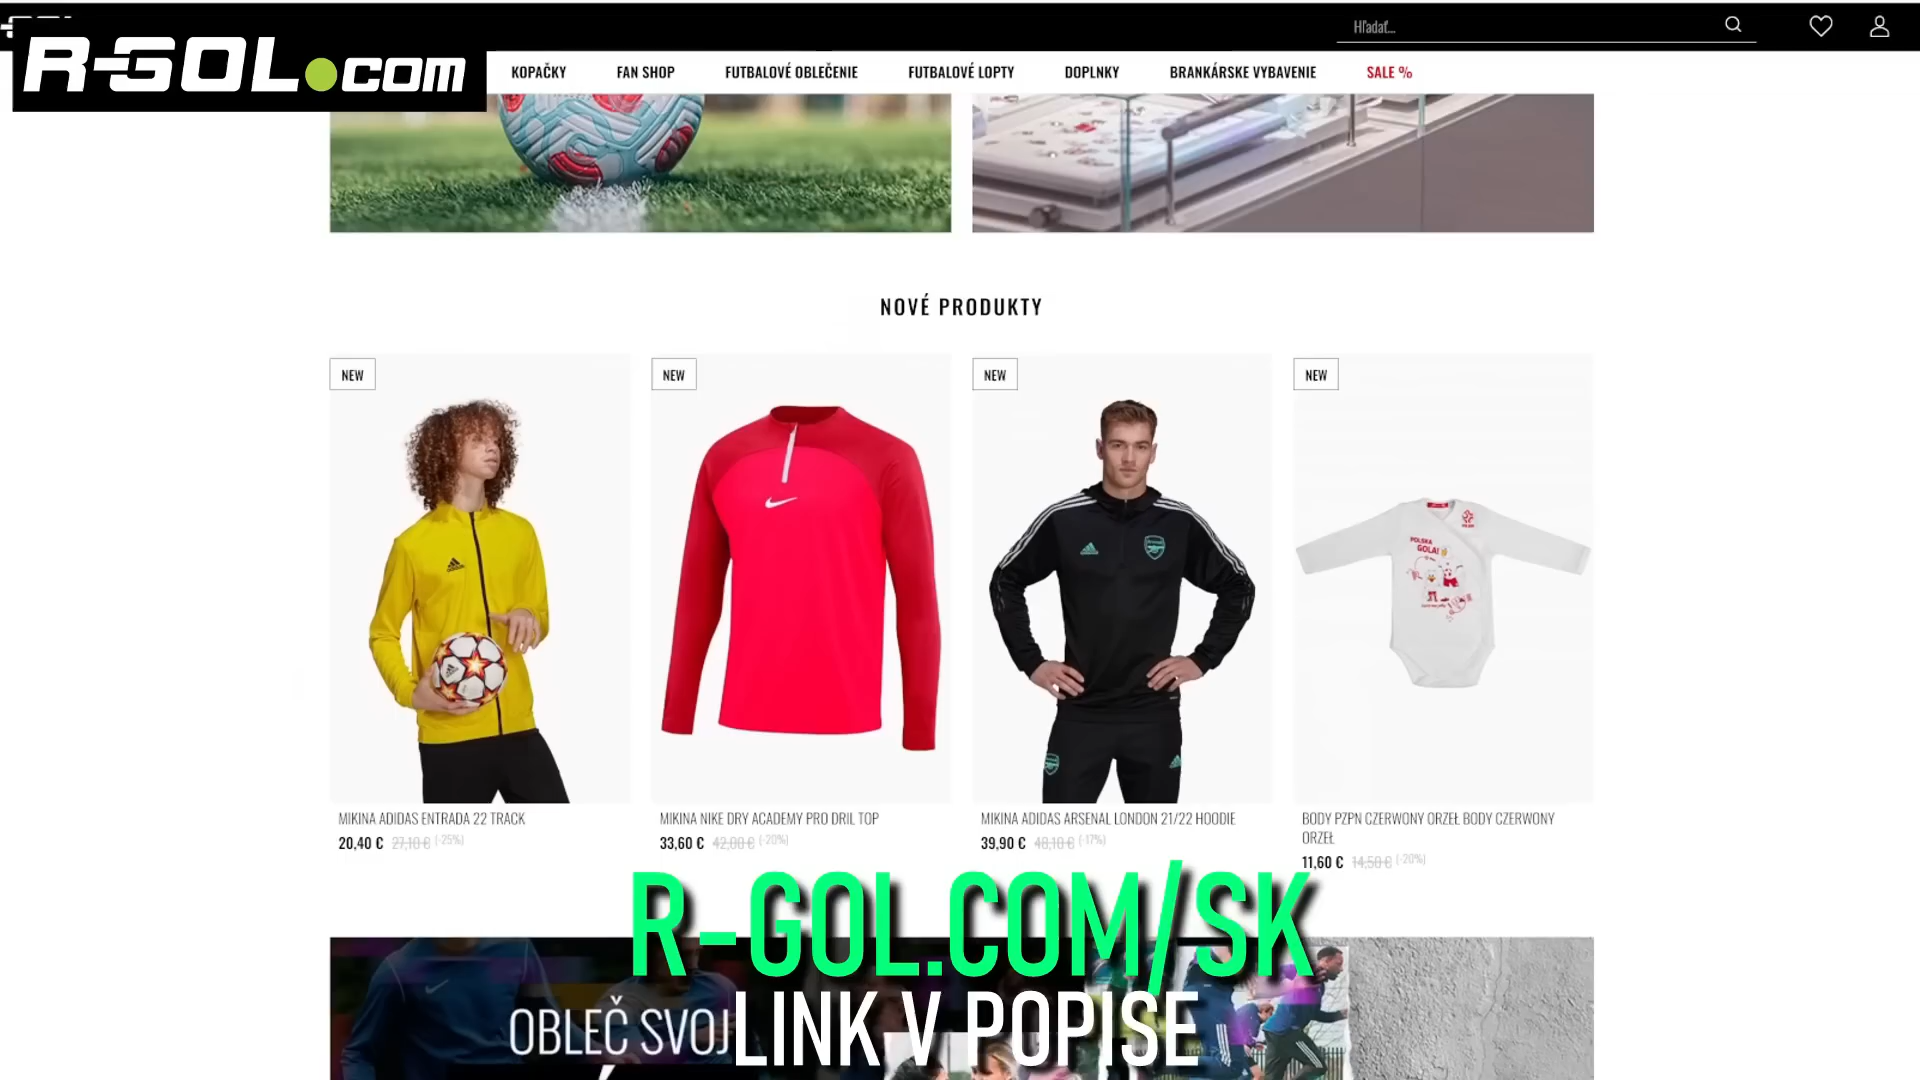 Hľadať...
R-GOL.com
KOPAČKY FAN SHOP FUTBALOVÉ OBLEČENIE FUTBALOVÉ LOPTY DOPLNKY BRANKÁRSKE VYBAVENIE SALE %
NOVÉ PRODUKTY
NEW NEW NEW NEW
POLSKA
GOLA!
MIKINA ADIDAS ENTRADA 22 TRACK
20,40 € 27,10 € (-25%)
MIKINA NIKE DRY ACADEMY PRO DRIL TOP
33,60 € 42,00 € (-20%)
MIKINA ADIDAS ARSENAL LONDON 21/22 HOODIE
39,90 € 48,10 € (-17%)
BODY PZPN CZERWONY ORZEŁ BODY CZERWONY
ORZEŁ
11,60 € 14,50 € (-20%)
R-GOL.COM/SK
OBLEČ SVOJ
LINK V POPISE